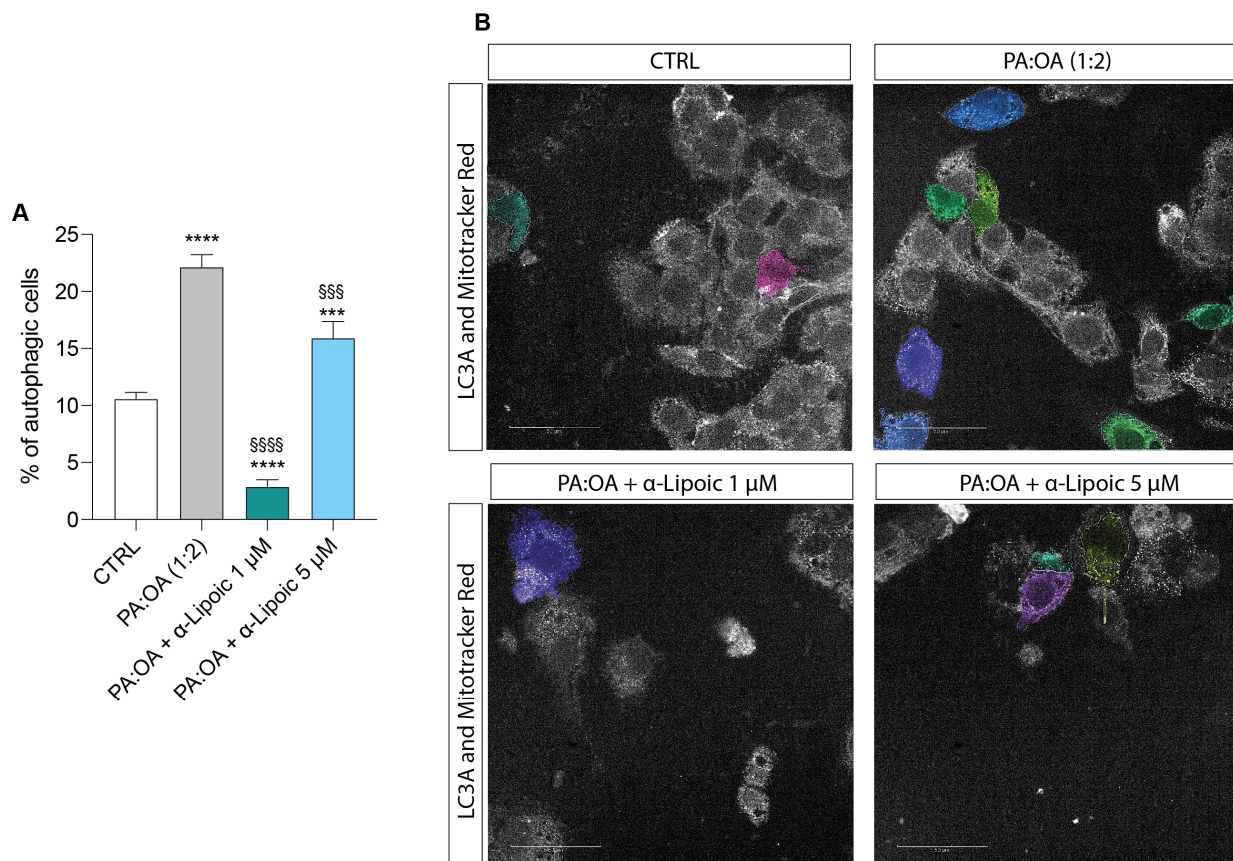 A
% of autophagic cells
25
20
15
10
5
0
****
§§§§
****
§§§
***
CTRL
PA:OA (1:2)
PA:OA + α-Lipoic 1 µM
PA:OA + α-Lipoic 5 µM
B
CTRL
PA:OA (1:2)
LC3A and Mitotracker Red
PA:OA + α-Lipoic 1 µM
PA:OA + α-Lipoic 5 µM
LC3A and Mitotracker Red